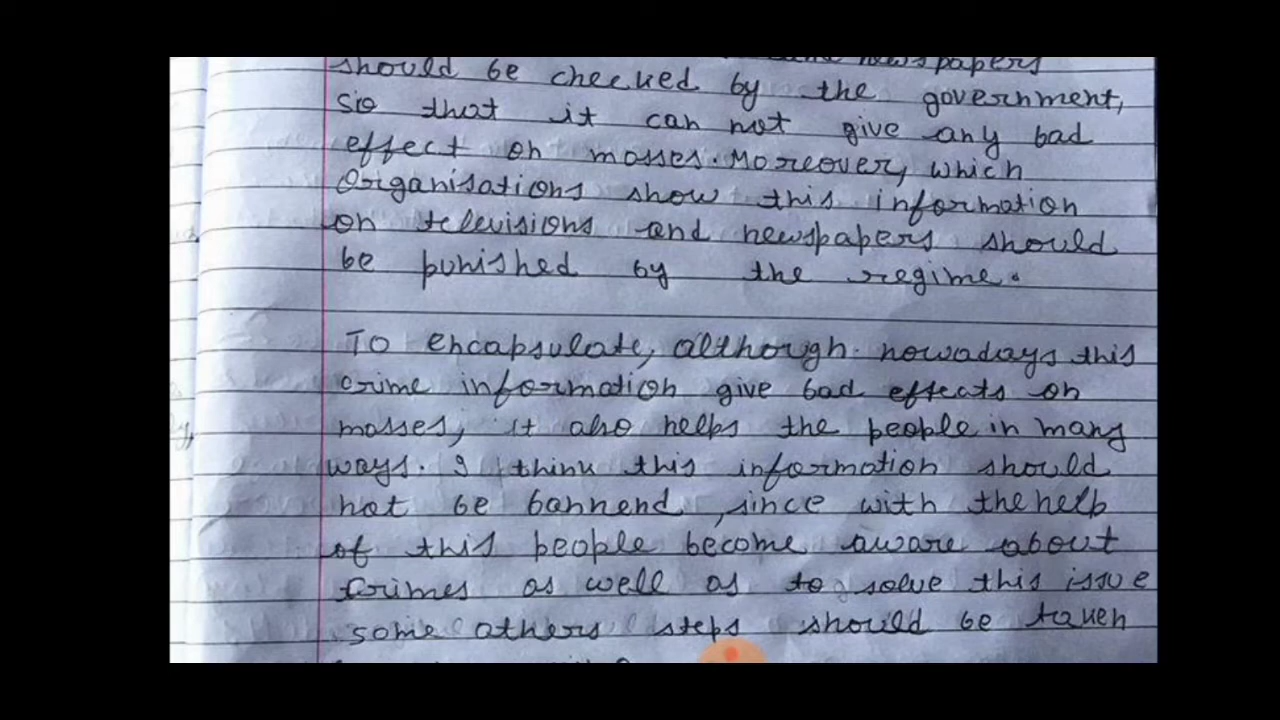 newspapers
should be checked by the government,
so that it can not give any bad
effect on masses. Moreover, which
Organisations show this information
on televisions and newspapers should
be punished by the regime.
To encapsulate, although nowadays this
crime information give bad effects on
masses, it also helps the people in many
ways. I think this information should
not be bannend, since with the help
of this people become aware about
Crimes as well as to solve this issue
some others steps should be taken